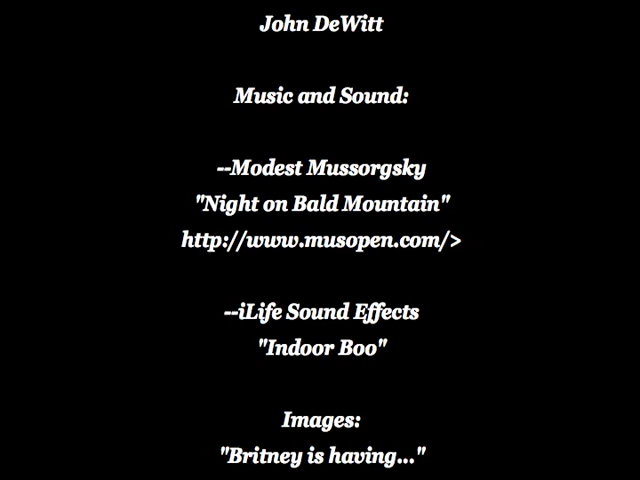 John DeWitt
Music and Sound:
--Modest Mussorgsky
"Night on Bald Mountain"
http://www.musopen.com/>
--iLife Sound Effects
"Indoor Boo"
Images:
"Britney is having..."